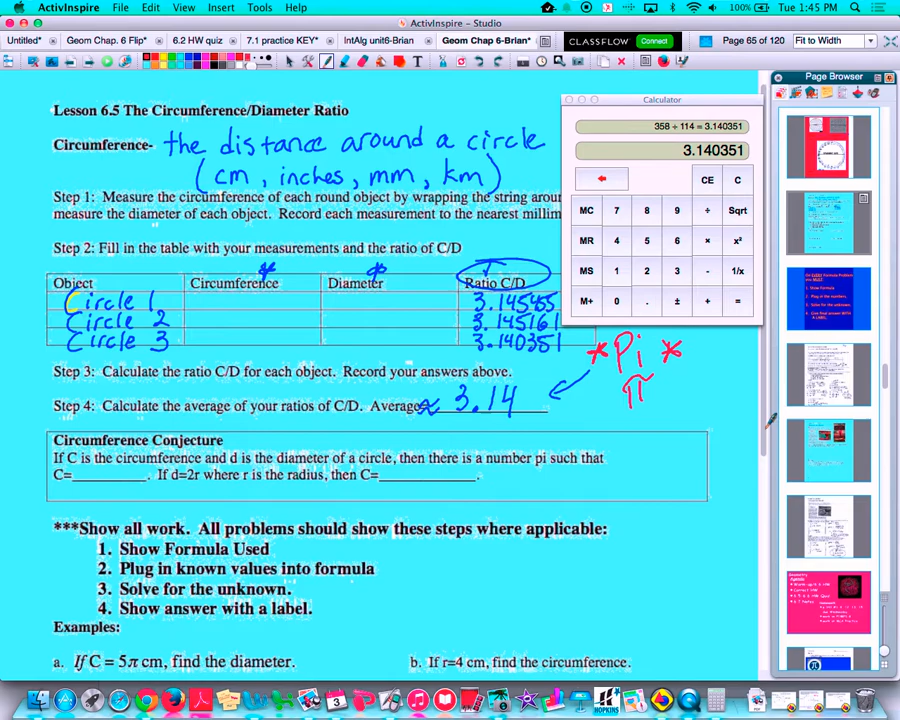 ActivInspire File Edit View Insert Tools Help 100% Tue 1:45 PM
ActivInspire - Studio
Untitled* Geom Chap 6 Flip* 6.2 HW quiz 7.1 practice KEY* IntAlg unit6-Brian Geom Chap 6-Brian* CLASSFLOW Connect Page 65 of 120 Fit to Width
Page Browser
Lesson 6.5 The Circumference/Diameter Ratio
Circumference- the distance around a circle
(cm, inches, mm, km)
Step 1: Measure the circumference of each round object by wrapping the string aroun
measure the diameter of each object. Record each measurement to the nearest millim
Step 2: Fill in the table with your measurements and the ratio of C/D
Object Circumference Diameter Ratio C/D
Circle 1 3.145455
Circle 2 3.145161
Circle 3 3.140351
Calculator
358 ÷ 114 = 3.140351
3.140351
CE C
MC 7 8 9 ÷ Sqrt
MR 4 5 6 × x²
MS 1 2 3 - 1/x
M+ 0 . ± + =
*Pi*
π
Step 3: Calculate the ratio C/D for each object. Record your answers above.
Step 4: Calculate the average of your ratios of C/D. Average ≈ 3.14
Circumference Conjecture
If C is the circumference and d is the diameter of a circle, then there is a number pi such that
C=__________. If d=2r where r is the radius, then C=_____________.
***Show all work. All problems should show these steps where applicable:
1. Show Formula Used
2. Plug in known values into formula
3. Solve for the unknown.
4. Show answer with a label.
Examples:
a. If C = 5π cm, find the diameter. b. If r=4 cm, find the circumference.